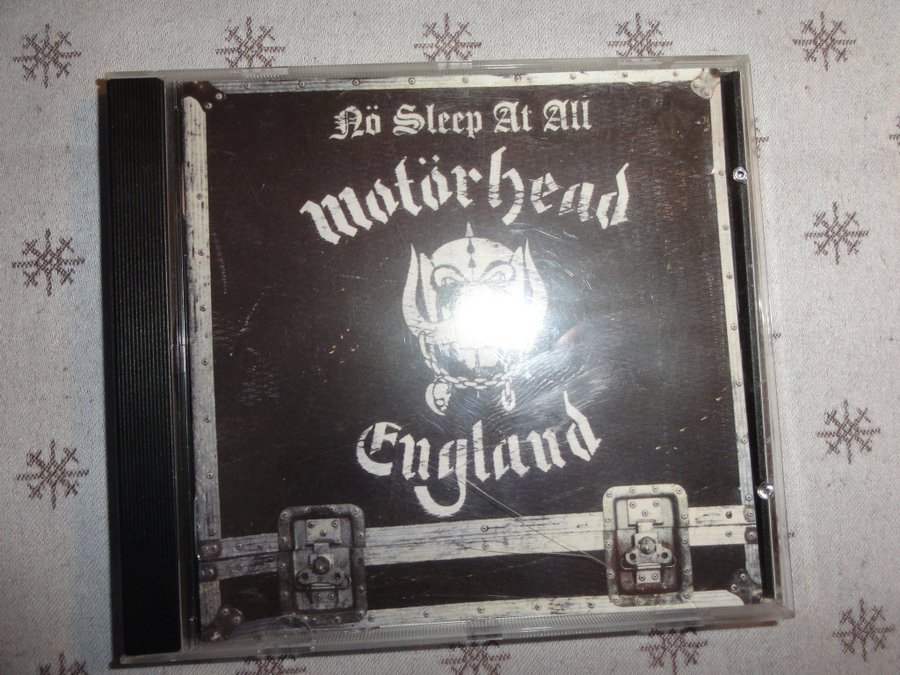 Nö Sleep At All
Motörhead
England